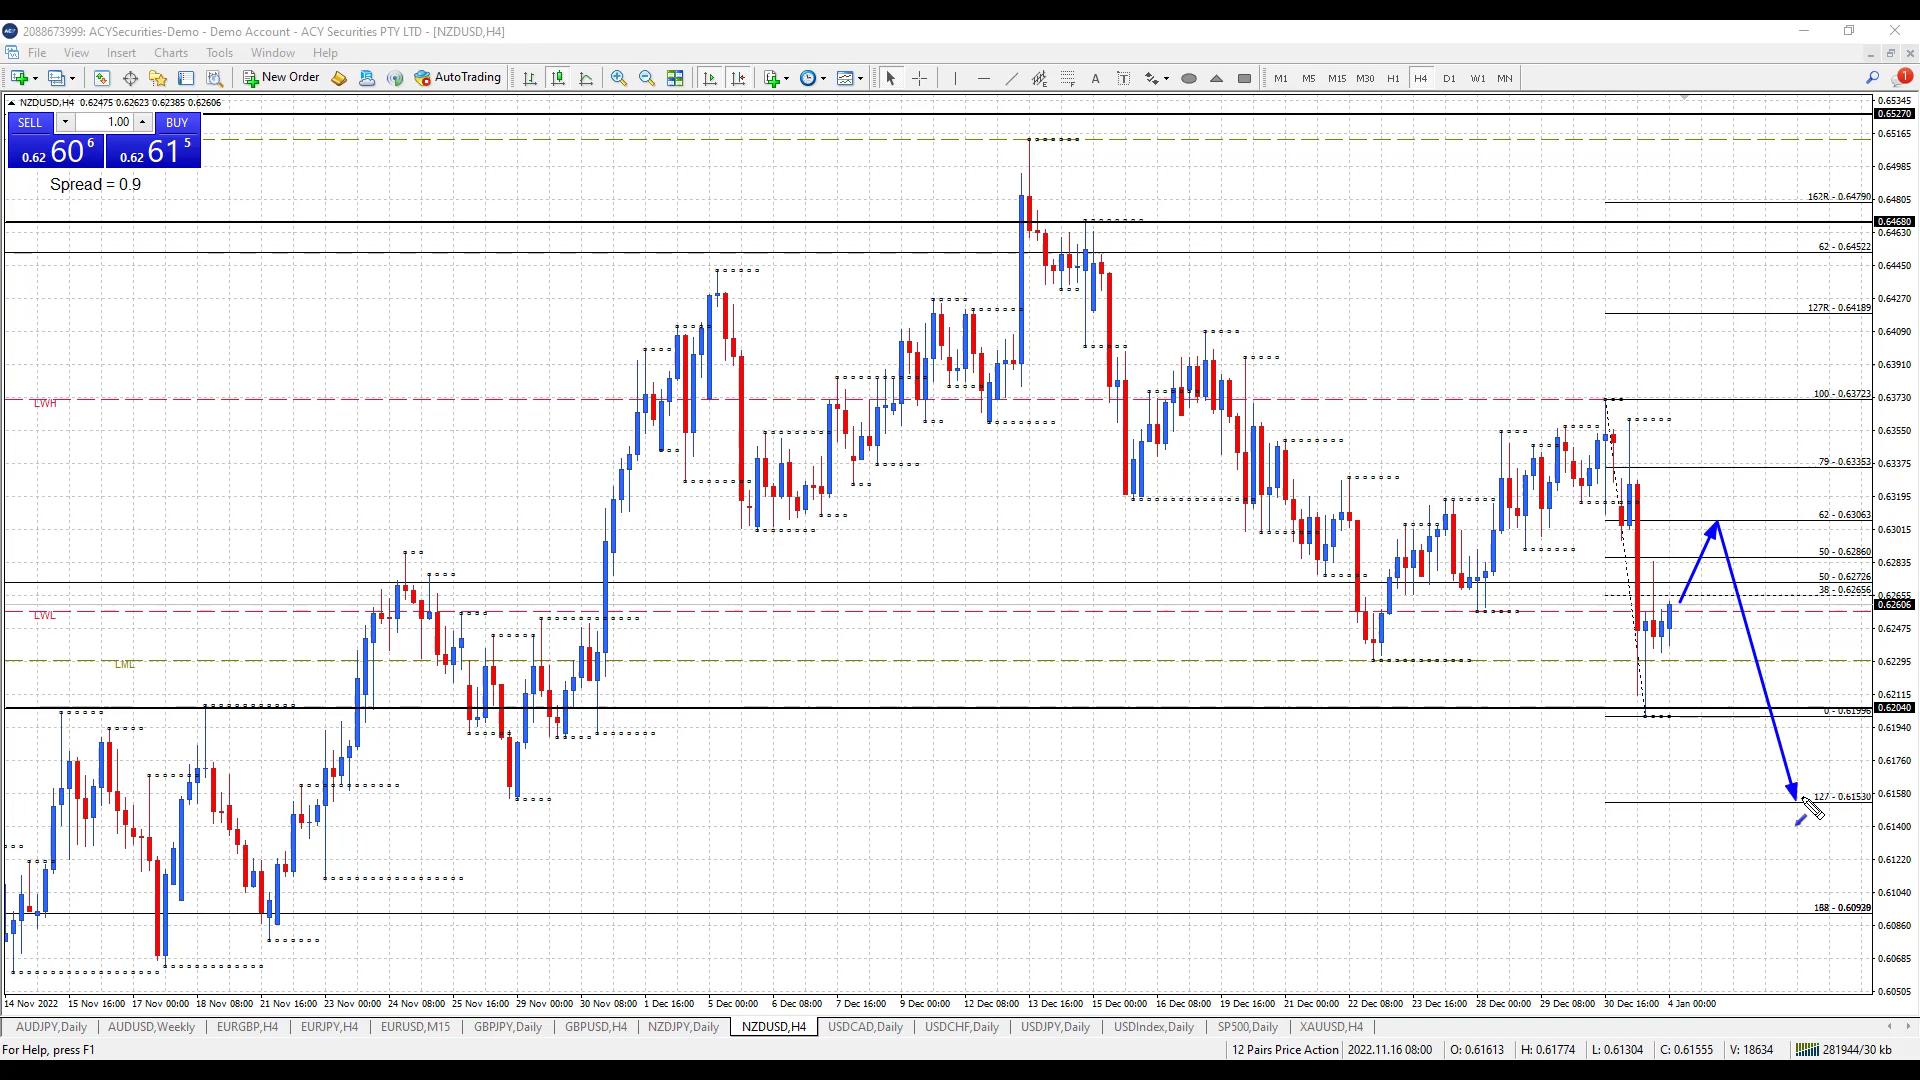 2088673999: ACYSecurities-Demo - Demo Account - ACY Securities PTY LTD - [NZDUSD,H4]
File View Insert Charts Tools Window Help
New Order AutoTrading A T M1 M5 M15 M30 H1 H4 D1 W1 MN 1
NZDUSD,H4 0.62475 0.62623 0.62385 0.62606
SELL 1.00 BUY
0.62 60 6 0.62 61 5
Spread = 0.9
0.65345
0.65270
0.65165
0.64985
162R - 0.64790
0.64805
0.64680
0.64630
62 - 0.64522
0.64450
0.64270
127R - 0.64189
0.64090
0.63910
100 - 0.63723
0.63730
LWH
0.63550
79 - 0.63353
0.63375
0.63195
62 - 0.63063
0.63015
50 - 0.62860
0.62835
50 - 0.62726
38 - 0.62656
0.62655
0.62606
LWL
0.62475
LML
0.62295
0.62115
0.62040
0 - 0.61996
0.61940
0.61760
127 - 0.61530
0.61580
0.61400
0.61220
0.61040
0.60860
0.60685
0.60505
14 Nov 2022 15 Nov 16:00 17 Nov 00:00 18 Nov 08:00 21 Nov 16:00 23 Nov 00:00 24 Nov 08:00 25 Nov 16:00 29 Nov 00:00 30 Nov 08:00 1 Dec 16:00 5 Dec 00:00 6 Dec 08:00 7 Dec 16:00 9 Dec 00:00 12 Dec 08:00 13 Dec 16:00 15 Dec 00:00 16 Dec 08:00 19 Dec 16:00 21 Dec 00:00 22 Dec 08:00 23 Dec 16:00 28 Dec 00:00 29 Dec 08:00 30 Dec 16:00 4 Jan 00:00
AUDJPY,Daily AUDUSD,Weekly EURGBP,H4 EURJPY,H4 EURUSD,M15 GBPJPY,Daily GBPUSD,H4 NZDJPY,Daily NZDUSD,H4 USDCAD,Daily USDCHF,Daily USDJPY,Daily USDIndex,Daily SP500,Daily XAUUSD,H4
For Help, press F1 12 Pairs Price Action 2022.11.16 08:00 O: 0.61613 H: 0.61774 L: 0.61304 C: 0.61555 V: 18634 281944/30 kb